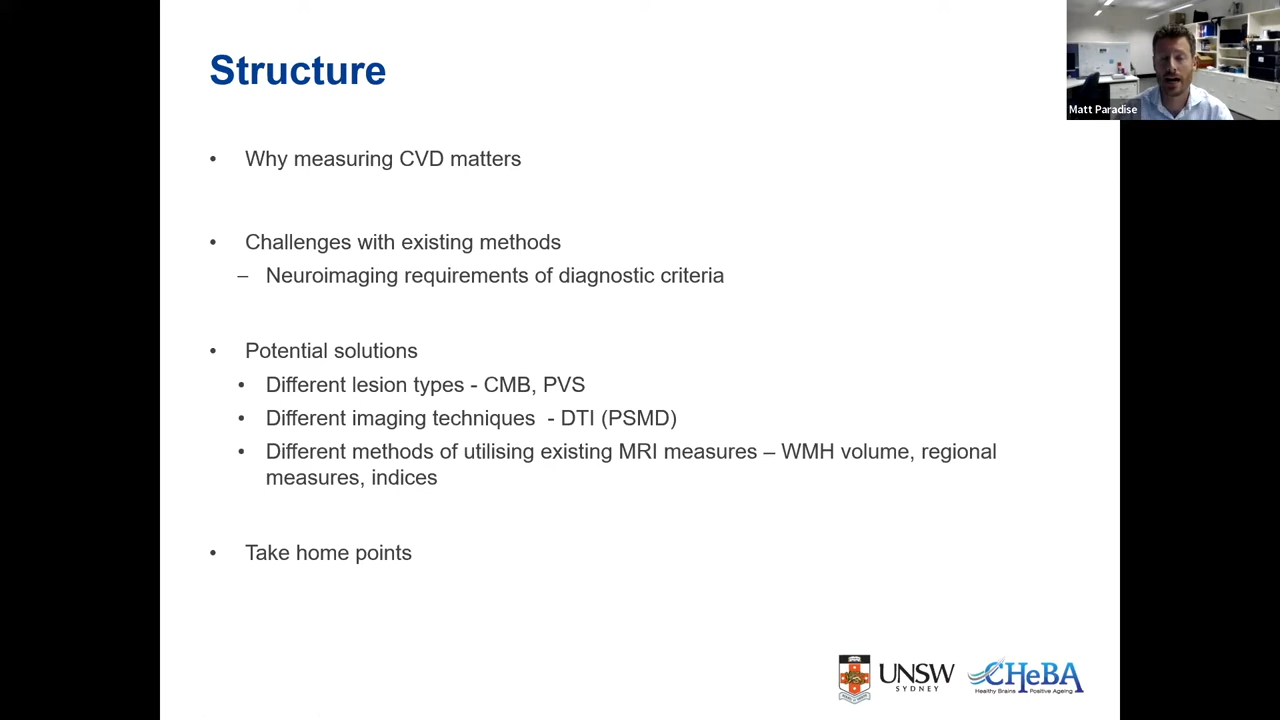 Structure
Matt Paradise
• Why measuring CVD matters
• Challenges with existing methods
– Neuroimaging requirements of diagnostic criteria
• Potential solutions
• Different lesion types - CMB, PVS
• Different imaging techniques - DTI (PSMD)
• Different methods of utilising existing MRI measures – WMH volume, regional
measures, indices
• Take home points
UNSW
SYDNEY
CHeBA
Healthy Brains Positive Ageing